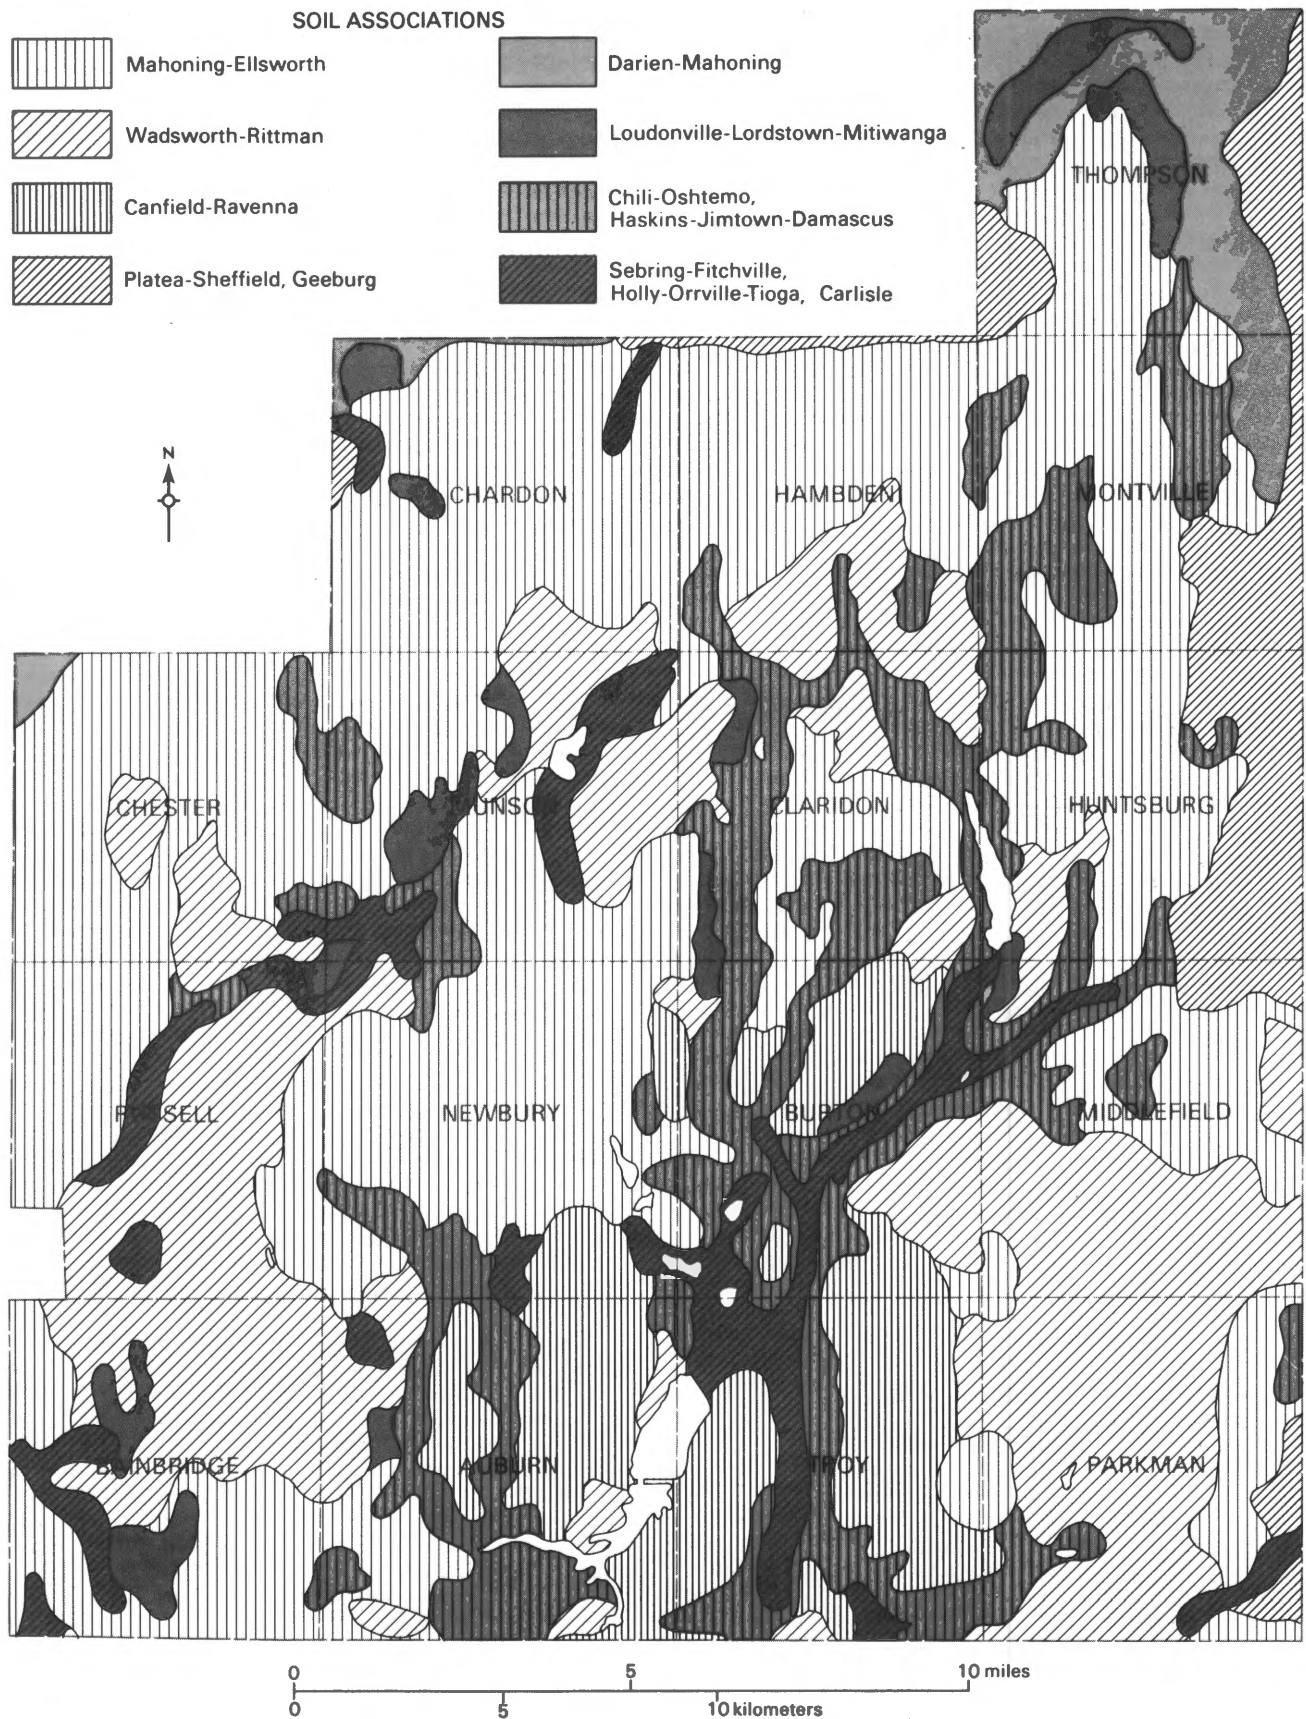 SOIL ASSOCIATIONS
Mahoning-Ellsworth
Wadsworth-Rittman
Canfield-Ravenna
Platea-Sheffield, Geeburg
Darien-Mahoning
Loudonville-Lordstown-Mitiwanga
Chili-Oshtemo,
Haskins-Jimtown-Damascus
Sebring-Fitchville,
Holly-Orrville-Tioga, Carlisle
THOMPSON
N
CHARDON
HAMBDEN
MONTVILLE
CHESTER
MUNSON
CLARIDON
HUNTSBURG
RUSSELL
NEWBURY
BURTON
MIDDLEFIELD
BAINBRIDGE
AUBURN
TROY
PARKMAN
0 5 10 miles
0 5 10 kilometers